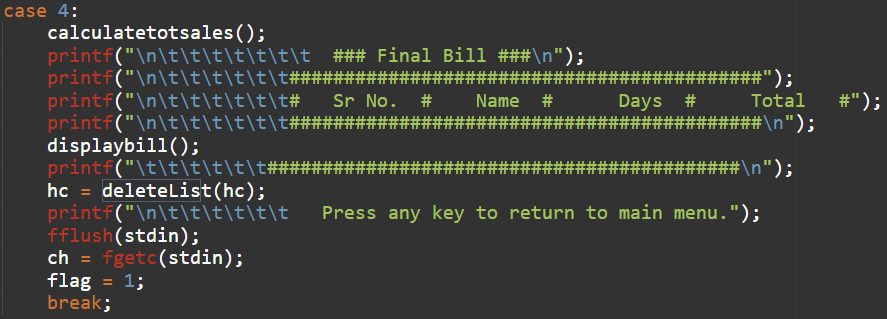 case 4:
    calculatetotsales();
    printf("\n\t\t\t\t\t\t\t  ### Final Bill ###\n");
    printf("\n\t\t\t\t\t\t###########################################");
    printf("\n\t\t\t\t\t\t#   Sr No.  #    Name  #      Days  #     Total   #");
    printf("\n\t\t\t\t\t\t###########################################\n");
    displaybill();
    printf("\t\t\t\t\t\t###########################################\n");
    hc = deleteList(hc);
    printf("\n\t\t\t\t\t\t   Press any key to return to main menu.");
    fflush(stdin);
    ch = fgetc(stdin);
    flag = 1;
    break;